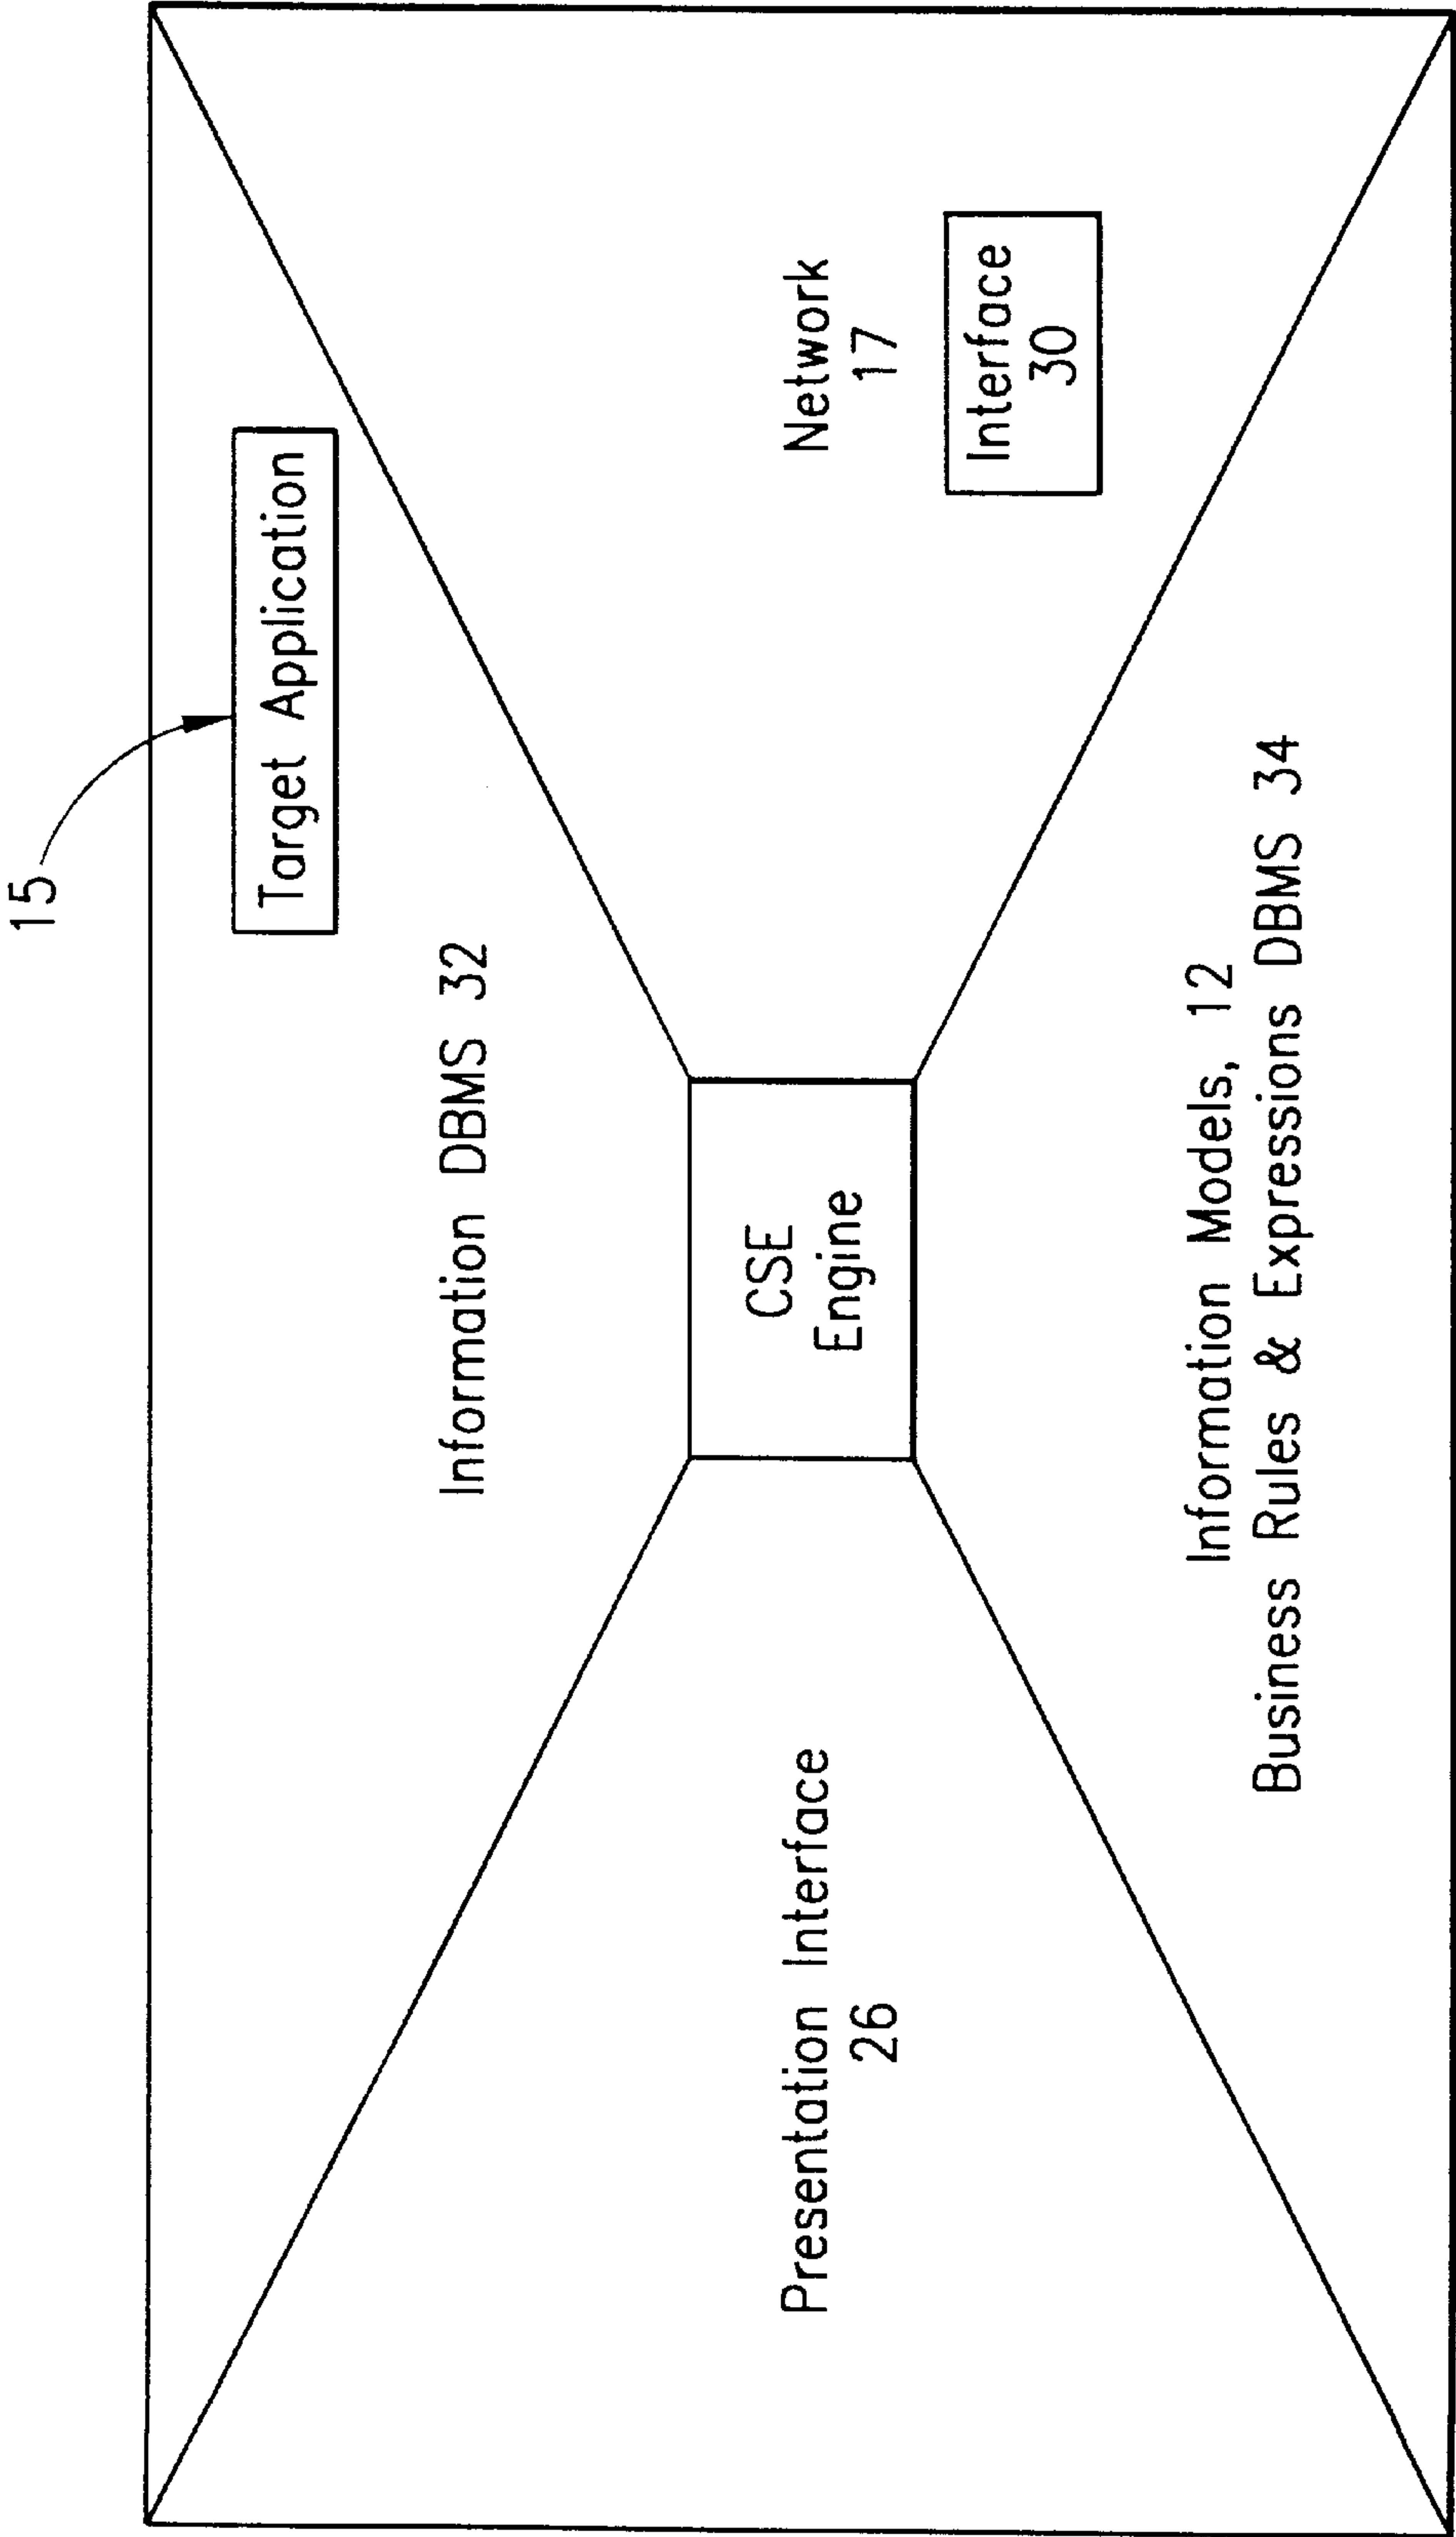 15
Target Application
Information DBMS 32
Presentation Interface
26
CSE
Engine
Network
17
Interface
30
Information Models, 12
Business Rules & Expressions DBMS 34